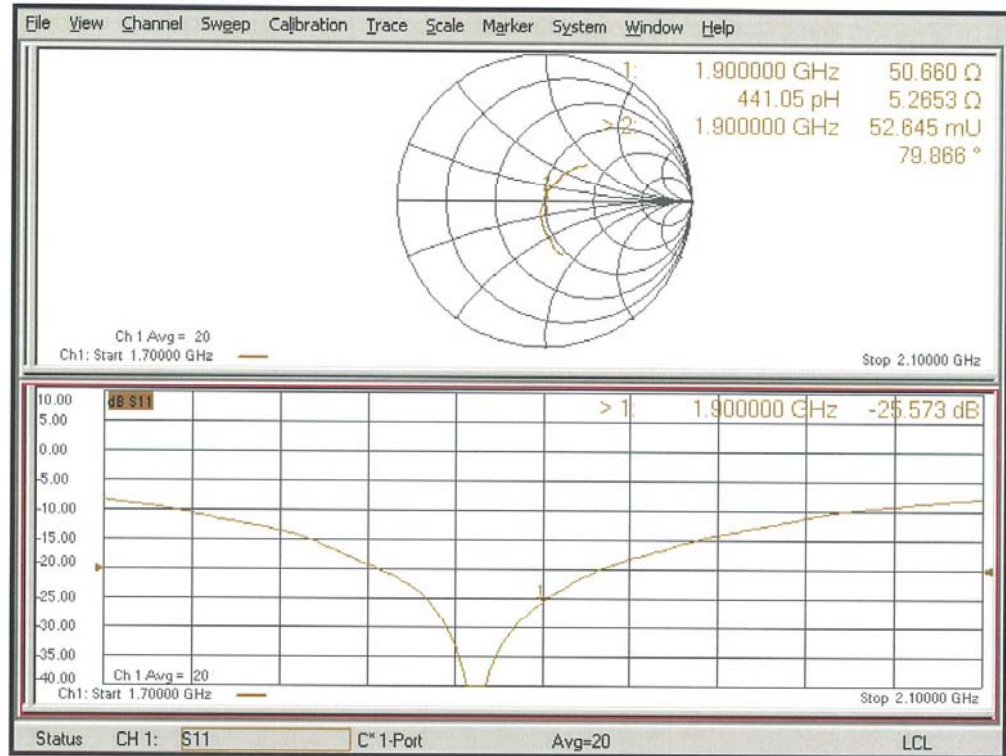 File View Channel Sweep Calibration Trace Scale Marker System Window Help
1: 1.900000 GHz 50.660 Ω
441.05 pH 5.2653 Ω
> 2: 1.900000 GHz 52.645 mU
79.866 °
Ch 1 Avg = 20
Ch1: Start 1.70000 GHz
Stop 2.10000 GHz
10.00 dB S11 > 1: 1.900000 GHz -25.573 dB
5.00
0.00
-5.00
-10.00
-15.00
-20.00
-25.00 1
-30.00
-35.00
-40.00 Ch 1 Avg = 20
Ch1: Start 1.70000 GHz
Stop 2.10000 GHz
Status CH 1: S11 C* 1-Port Avg=20 LCL